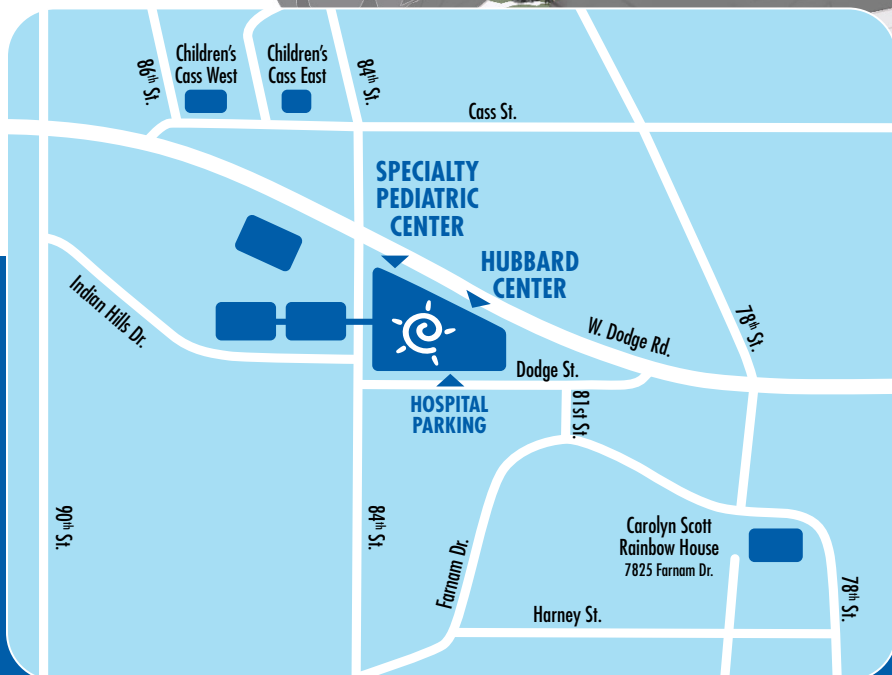 Children's
Cass West
Children's
Cass East
86th St.
84th St.
Cass St.
SPECIALTY
PEDIATRIC
CENTER
HUBBARD
CENTER
Indian Hills Dr.
W. Dodge Rd.
78th St.
Dodge St.
HOSPITAL
PARKING
81st St.
90th St.
84th St.
Farnam Dr.
Carolyn Scott
Rainbow House
7825 Farnam Dr.
78th St.
Harney St.